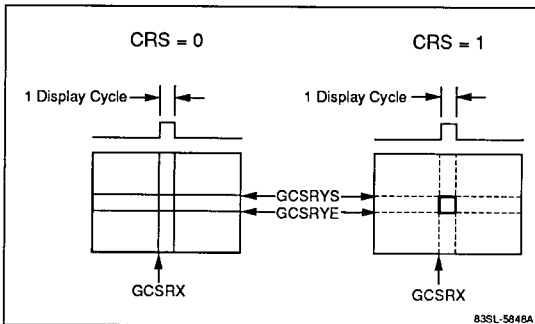 CRS = 0
CRS = 1
1 Display Cycle
1 Display Cycle
GCSRYS
GCSRYE
GCSRX
GCSRX
83SL-5848A